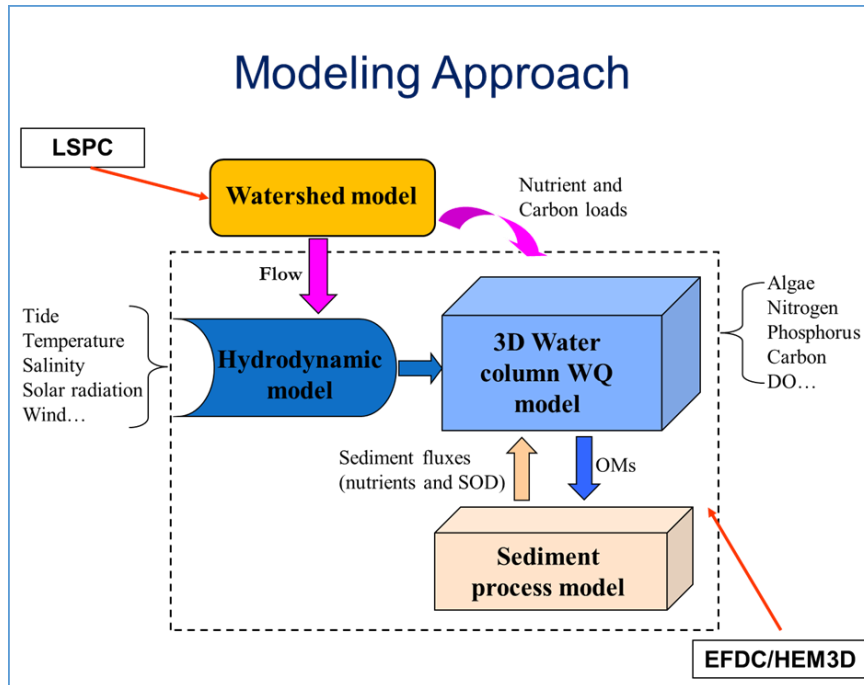 Modeling Approach
LSPC
Watershed model
Nutrient and
Carbon loads
Flow
Tide
Temperature
Salinity
Solar radiation
Wind…
Hydrodynamic
model
3D Water
column WQ
model
Algae
Nitrogen
Phosphorus
Carbon
DO…
Sediment fluxes
(nutrients and SOD)
OMs
Sediment
process model
EFDC/HEM3D